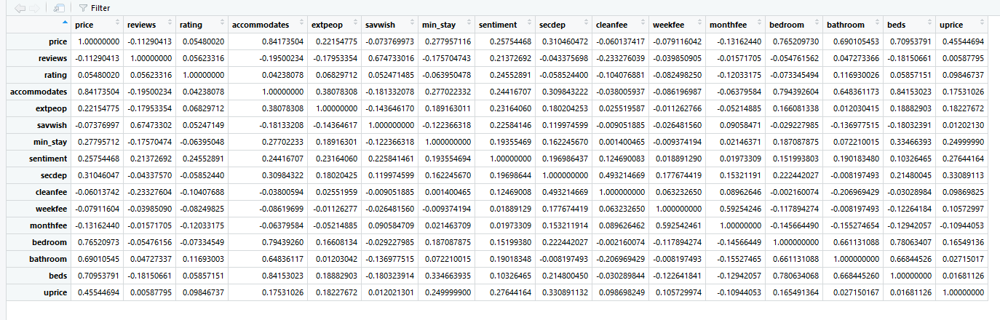 Filter
price reviews rating accommodates extpeop savwish min_stay sentiment secdep cleanfee weekfee monthfee bedroom bathroom beds uprice
price 1.00000000 -0.11290413 0.05480020 0.84173504 0.22154775 -0.073769973 0.277957116 0.25754468 0.310460472 -0.060137417 -0.079116042 -0.13162440 0.765209730 0.690105453 0.70953791 0.45544694
reviews -0.11290413 1.00000000 0.05623316 -0.19500234 -0.17953354 0.674733016 -0.175704743 0.21372692 -0.043375698 -0.233276039 -0.039850905 -0.01571705 -0.054761562 0.047273366 -0.18150661 0.00587795
rating 0.05480020 0.05623316 1.00000000 0.04238078 0.06829712 0.052471485 -0.063950478 0.24552891 -0.058524400 -0.104076881 -0.082498250 -0.12033175 -0.073345494 0.116930026 0.05857151 0.09846737
accommodates 0.84173504 -0.19500234 0.04238078 1.00000000 0.38078308 -0.181332078 0.277022332 0.24416707 0.309843222 -0.038005937 -0.086196987 -0.06379584 0.794392604 0.648361173 0.84153023 0.17531026
extpeop 0.22154775 -0.17953354 0.06829712 0.38078308 1.00000000 -0.143646170 0.189163011 0.23164060 0.180204253 0.025519587 -0.011262766 -0.05214885 0.166081338 0.012030415 0.18882903 0.18227672
savwish -0.07376997 0.67473302 0.05247149 -0.18133208 -0.14364617 1.000000000 -0.122366318 0.22584146 0.119974599 -0.009051885 -0.026481560 0.09058471 -0.029227985 -0.136977515 -0.18032391 0.01202130
min_stay 0.27795712 -0.17570474 -0.06395048 0.27702233 0.18916301 -0.122366318 1.000000000 0.19355469 0.162245670 0.001400465 -0.009374194 0.02146371 0.187087875 0.072210015 0.33466393 0.24999990
sentiment 0.25754468 0.21372692 0.24552891 0.24416707 0.23164060 0.225841461 0.193554694 1.00000000 0.196986437 0.124690083 0.018891290 0.01973309 0.151993803 0.190183480 0.10326465 0.27644164
secdep 0.31046047 -0.04337570 -0.05852440 0.30984322 0.18020425 0.119974599 0.162245670 0.19698644 1.000000000 0.493214669 0.177674419 0.15321191 0.222442027 -0.008197493 0.21480045 0.33089113
cleanfee -0.06013742 -0.23327604 -0.10407688 -0.03800594 0.02551959 -0.009051885 0.001400465 0.12469008 0.493214669 1.000000000 0.063232650 0.08962646 -0.002160074 -0.206969429 -0.03028984 0.09869825
weekfee -0.07911604 -0.03985090 -0.08249825 -0.08619699 -0.01126277 -0.026481560 -0.009374194 0.01889129 0.177674419 0.063232650 1.000000000 0.59254246 -0.117894274 -0.008197493 -0.12264184 0.10572997
monthfee -0.13162440 -0.01571705 -0.12033175 -0.06379584 -0.05214885 0.090584709 0.021463709 0.01973309 0.153211914 0.089626462 0.592542461 1.00000000 -0.145664490 -0.155274654 -0.12942057 -0.10944053
bedroom 0.76520973 -0.05476156 -0.07334549 0.79439260 0.16608134 -0.029227985 0.187087875 0.15199380 0.222442027 -0.002160074 -0.117894274 -0.14566449 1.000000000 0.661131088 0.78063407 0.16549136
bathroom 0.69010545 0.04727337 0.11693003 0.64836117 0.01203042 -0.136977515 0.072210015 0.19018348 -0.008197493 -0.206969429 -0.008197493 -0.15527465 0.661131088 1.000000000 0.66844526 0.02715017
beds 0.70953791 -0.18150661 0.05857151 0.84153023 0.18882903 -0.180323914 0.334663935 0.10326465 0.214800450 -0.030289844 -0.122641841 -0.12942057 0.780634068 0.668445260 1.00000000 0.01681126
uprice 0.45544694 0.00587795 0.09846737 0.17531026 0.18227672 0.012021301 0.249999900 0.27644164 0.330891132 0.098698249 0.105729974 -0.10944053 0.165491364 0.027150167 0.01681126 1.00000000